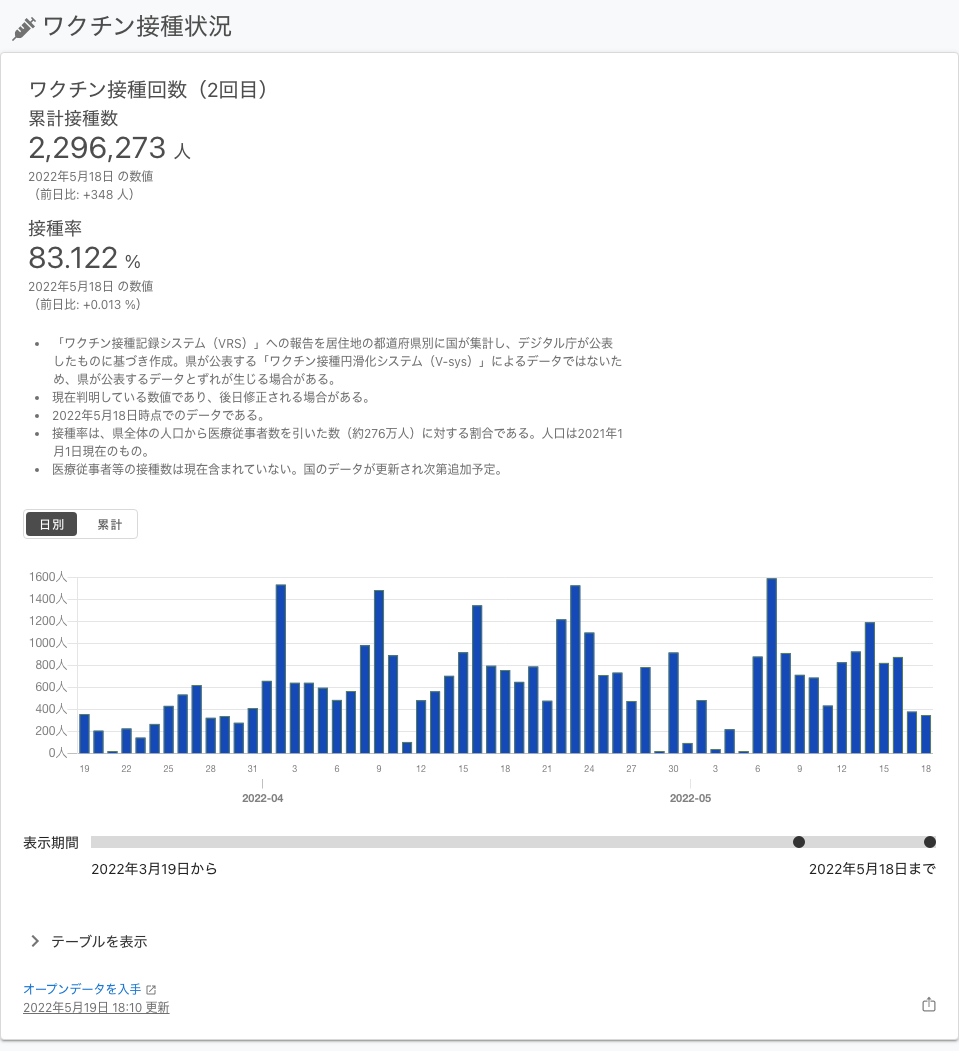 ワクチン接種状況
ワクチン接種回数（2回目）
累計接種数
2,296,273 人
2022年5月18日 の数値
（前日比: +348 人）
接種率
83.122 %
2022年5月18日 の数値
（前日比: +0.013 %）
• 「ワクチン接種記録システム（VRS）」への報告を居住地の都道府県別に国が集計し、デジタル庁が公表
したものに基づき作成。県が公表する「ワクチン接種円滑化システム（V-sys）」によるデータではないた
め、県が公表するデータとずれが生じる場合がある。
• 現在判明している数値であり、後日修正される場合がある。
• 2022年5月18日時点でのデータである。
• 接種率は、県全体の人口から医療従事者数を引いた数（約276万人）に対する割合である。人口は2021年1
月1日現在のもの。
• 医療従事者等の接種数は現在含まれていない。国のデータが更新され次第追加予定。
日別 累計
1600人
1400人
1200人
1000人
800人
600人
400人
200人
0人
19 22 25 28 31 3 6 9 12 15 18 21 24 27 30 3 6 9 12 15 18
2022-04 2022-05
表示期間
2022年3月19日から 2022年5月18日まで
テーブルを表示
オープンデータを入手
2022年5月19日 18:10 更新